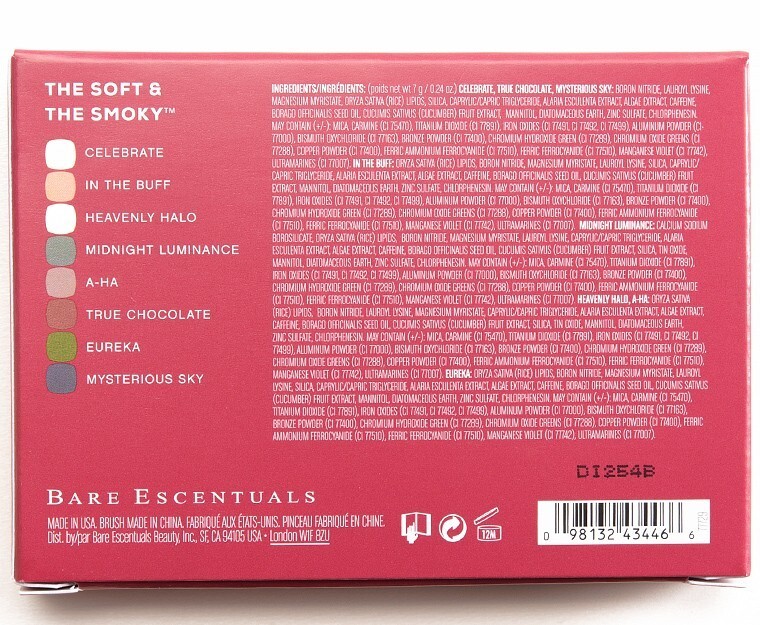 THE SOFT &
THE SMOKY™
CELEBRATE
IN THE BUFF
HEAVENLY HALO
MIDNIGHT LUMINANCE
A-HA
TRUE CHOCOLATE
EUREKA
MYSTERIOUS SKY
INGREDIENTS/INGRÉDIENTS: (poids net wt 7 g / 0.24 oz.) CELEBRATE, TRUE CHOCOLATE, MYSTERIOUS SKY: BORON NITRIDE, LAUROYL LYSINE,
MAGNESIUM MYRISTATE, ORYZA SATIVA (RICE) LIPIDS, SILICA, CAPRYLIC/CAPRIC TRIGLYCERIDE, ALARIA ESCULENTA EXTRACT, ALGAE EXTRACT, CAFFEINE,
BORAGO OFFICINALIS SEED OIL, CUCUMIS SATIVUS (CUCUMBER) FRUIT EXTRACT, MANNITOL, DIATOMACEOUS EARTH, ZINC SULFATE, CHLORPHENESIN.
MAY CONTAIN (+/-): MICA, CARMINE (CI 75470), TITANIUM DIOXIDE (CI 77891), IRON OXIDES (CI 77491, CI 77492, CI 77499), ALUMINUM POWDER (CI-
77000), BISMUTH OXYCHLORIDE (CI 77163), BRONZE POWDER (CI 77400), CHROMIUM HYDROXIDE GREEN (CI 77289), CHROMIUM OXIDE GREENS (CI
77288), COPPER POWDER (CI 77400), FERRIC AMMONIUM FERROCYANIDE (CI 77510), FERRIC FERROCYANIDE (CI 77510), MANGANESE VIOLET (CI 77742),
ULTRAMARINES (CI 77007). IN THE BUFF: ORYZA SATIVA (RICE) LIPIDS, BORON NITRIDE, MAGNESIUM MYRISTATE, LAUROYL LYSINE, SILICA, CAPRYLIC/
CAPRIC TRIGLYCERIDE, ALARIA ESCULENTA EXTRACT, ALGAE EXTRACT, CAFFEINE, BORAGO OFFICINALIS SEED OIL, CUCUMIS SATIVUS (CUCUMBER) FRUIT
EXTRACT, MANNITOL, DIATOMACEOUS EARTH, ZINC SULFATE, CHLORPHENESIN. MAY CONTAIN (+/-): MICA, CARMINE (CI 75470), TITANIUM DIOXIDE (CI
77891), IRON OXIDES (CI 77491, CI 77492, CI 77499), ALUMINUM POWDER (CI 77000), BISMUTH OXYCHLORIDE (CI 77163), BRONZE POWDER (CI 77400),
CHROMIUM HYDROXIDE GREEN (CI 77289), CHROMIUM OXIDE GREENS (CI 77288), COPPER POWDER (CI 77400), FERRIC AMMONIUM FERROCYANIDE
(CI 77510), FERRIC FERROCYANIDE (CI 77510), MANGANESE VIOLET (CI 77742), ULTRAMARINES (CI 77007). MIDNIGHT LUMINANCE: CALCIUM SODIUM
BOROSILICATE, ORYZA SATIVA (RICE) LIPIDS, BORON NITRIDE, MAGNESIUM MYRISTATE, LAUROYL LYSINE, CAPRYLIC/CAPRIC TRIGLYCERIDE, ALARIA
ESCULENTA EXTRACT, ALGAE EXTRACT, CAFFEINE, BORAGO OFFICINALIS SEED OIL, CUCUMIS SATIVUS (CUCUMBER) FRUIT EXTRACT, SILICA, TIN OXIDE,
MANNITOL, DIATOMACEOUS EARTH, ZINC SULFATE, CHLORPHENESIN. MAY CONTAIN (+/-): MICA, CARMINE (CI 75470), TITANIUM DIOXIDE (CI 77891),
IRON OXIDES (CI 77491, CI 77492, CI 77499), ALUMINUM POWDER (CI 77000), BISMUTH OXYCHLORIDE (CI 77163), BRONZE POWDER (CI 77400),
CHROMIUM HYDROXIDE GREEN (CI 77289), CHROMIUM OXIDE GREENS (CI 77288), COPPER POWDER (CI 77400), FERRIC AMMONIUM FERROCYANIDE
(CI 77510), FERRIC FERROCYANIDE (CI 77510), MANGANESE VIOLET (CI 77742), ULTRAMARINES (CI 77007). HEAVENLY HALO, A-HA: ORYZA SATIVA
(RICE) LIPIDS, BORON NITRIDE, LAUROYL LYSINE, MAGNESIUM MYRISTATE, CAPRYLIC/CAPRIC TRIGLYCERIDE, ALARIA ESCULENTA EXTRACT, ALGAE EXTRACT,
CAFFEINE, BORAGO OFFICINALIS SEED OIL, CUCUMIS SATIVUS (CUCUMBER) FRUIT EXTRACT, SILICA, TIN OXIDE, MANNITOL, DIATOMACEOUS EARTH,
ZINC SULFATE, CHLORPHENESIN. MAY CONTAIN (+/-): MICA, CARMINE (CI 75470), TITANIUM DIOXIDE (CI 77891), IRON OXIDES (CI 77491, CI 77492, CI
77499), ALUMINUM POWDER (CI 77000), BISMUTH OXYCHLORIDE (CI 77163), BRONZE POWDER (CI 77400), CHROMIUM HYDROXIDE GREEN (CI 77289),
CHROMIUM OXIDE GREENS (CI 77288), COPPER POWDER (CI 77400), FERRIC AMMONIUM FERROCYANIDE (CI 77510), FERRIC FERROCYANIDE (CI 77510),
MANGANESE VIOLET (CI 77742), ULTRAMARINES (CI 77007). EUREKA: ORYZA SATIVA (RICE) LIPIDS, BORON NITRIDE, MAGNESIUM MYRISTATE, LAUROYL
LYSINE, SILICA, CAPRYLIC/CAPRIC TRIGLYCERIDE, ALARIA ESCULENTA EXTRACT, ALGAE EXTRACT, CAFFEINE, BORAGO OFFICINALIS SEED OIL, CUCUMIS SATIVUS
(CUCUMBER) FRUIT EXTRACT, MANNITOL, DIATOMACEOUS EARTH, ZINC SULFATE, CHLORPHENESIN. MAY CONTAIN (+/-): MICA, CARMINE (CI 75470),
TITANIUM DIOXIDE (CI 77891), IRON OXIDES (CI 77491, CI 77492, CI 77499), ALUMINUM POWDER (CI 77000), BISMUTH OXYCHLORIDE (CI 77163),
BRONZE POWDER (CI 77400), CHROMIUM HYDROXIDE GREEN (CI 77289), CHROMIUM OXIDE GREENS (CI 77288), COPPER POWDER (CI 77400), FERRIC
AMMONIUM FERROCYANIDE (CI 77510), FERRIC FERROCYANIDE (CI 77510), MANGANESE VIOLET (CI 77742), ULTRAMARINES (CI 77007).
DI254B
BARE ESCENTUALS
MADE IN USA. BRUSH MADE IN CHINA. FABRIQUÉ AUX ÉTATS-UNIS. PINCEAU FABRIQUÉ EN CHINE.
Dist. by/par Bare Escentuals Beauty, Inc., SF, CA 94105 USA • London W1F 8ZU
12M
0 98132 43446 6
77729